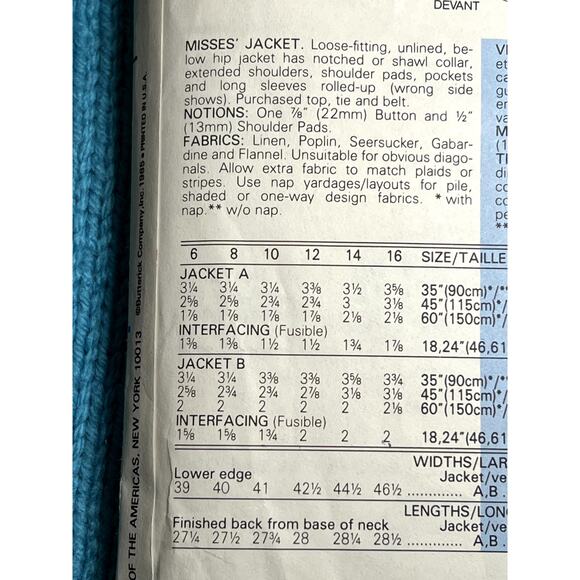 DEVANT
MISSES' JACKET. Loose-fitting, unlined, be-
low hip jacket has notched or shawl collar,
extended shoulders, shoulder pads, pockets
and long sleeves rolled-up (wrong side
shows). Purchased top, tie and belt.
NOTIONS: One ⅞" (22mm) Button and ½"
(13mm) Shoulder Pads.
FABRICS: Linen, Poplin, Seersucker, Gabar-
dine and Flannel. Unsuitable for obvious diago-
nals. Allow extra fabric to match plaids or
stripes. Use nap yardages/layouts for pile,
shaded or one-way design fabrics. *with
nap.** w/o nap.
6 8 10 12 14 16 SIZE/TAILLE
JACKET A
3¼ 3¼ 3¼ 3⅜ 3½ 3⅝ 35"(90cm)*/*
2⅝ 2⅝ 2¾ 2¾ 3 3⅛ 45"(115cm)*/
1⅞ 1⅞ 1⅞ 1⅞ 2⅛ 2⅛ 60"(150cm)*/
INTERFACING (Fusible)
1⅜ 1⅜ 1½ 1½ 1¾ 1⅞ 18,24"(46,61
JACKET B
3¼ 3¼ 3⅜ 3⅜ 3⅝ 3¾ 35"(90cm)*/*
2⅝ 2¾ 2¾ 2⅞ 3⅛ 3⅛ 45"(115cm)*/
2 2 2 2 2 2⅛ 60"(150cm)*/
INTERFACING (Fusible)
1⅝ 1⅝ 1¾ 2 2 2 18,24"(46,61
WIDTHS/LAR
Lower edge Jacket/ve
39 40 41 42½ 44½ 46½ ............. A,B .
LENGTHS/LON
Finished back from base of neck Jacket/ve
27¼ 27½ 27¾ 28 28¼ 28½ ............. A,B .
OF THE AMERICAS, NEW YORK 10013 ©Butterick Company, Inc. 1985 ● PRINTED IN U.S.A.